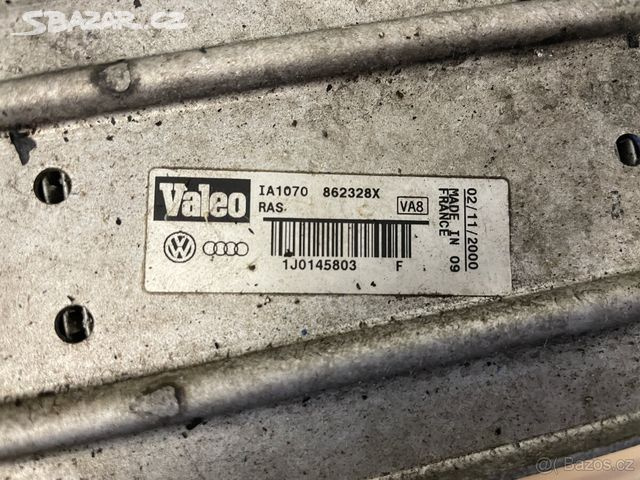 SBAZAR.CZ
Valeo IA1070 862328X
RAS VA8
1J0145803 F
MADE IN 09
FRANCE
02/11/2000
@ Bazos.cz